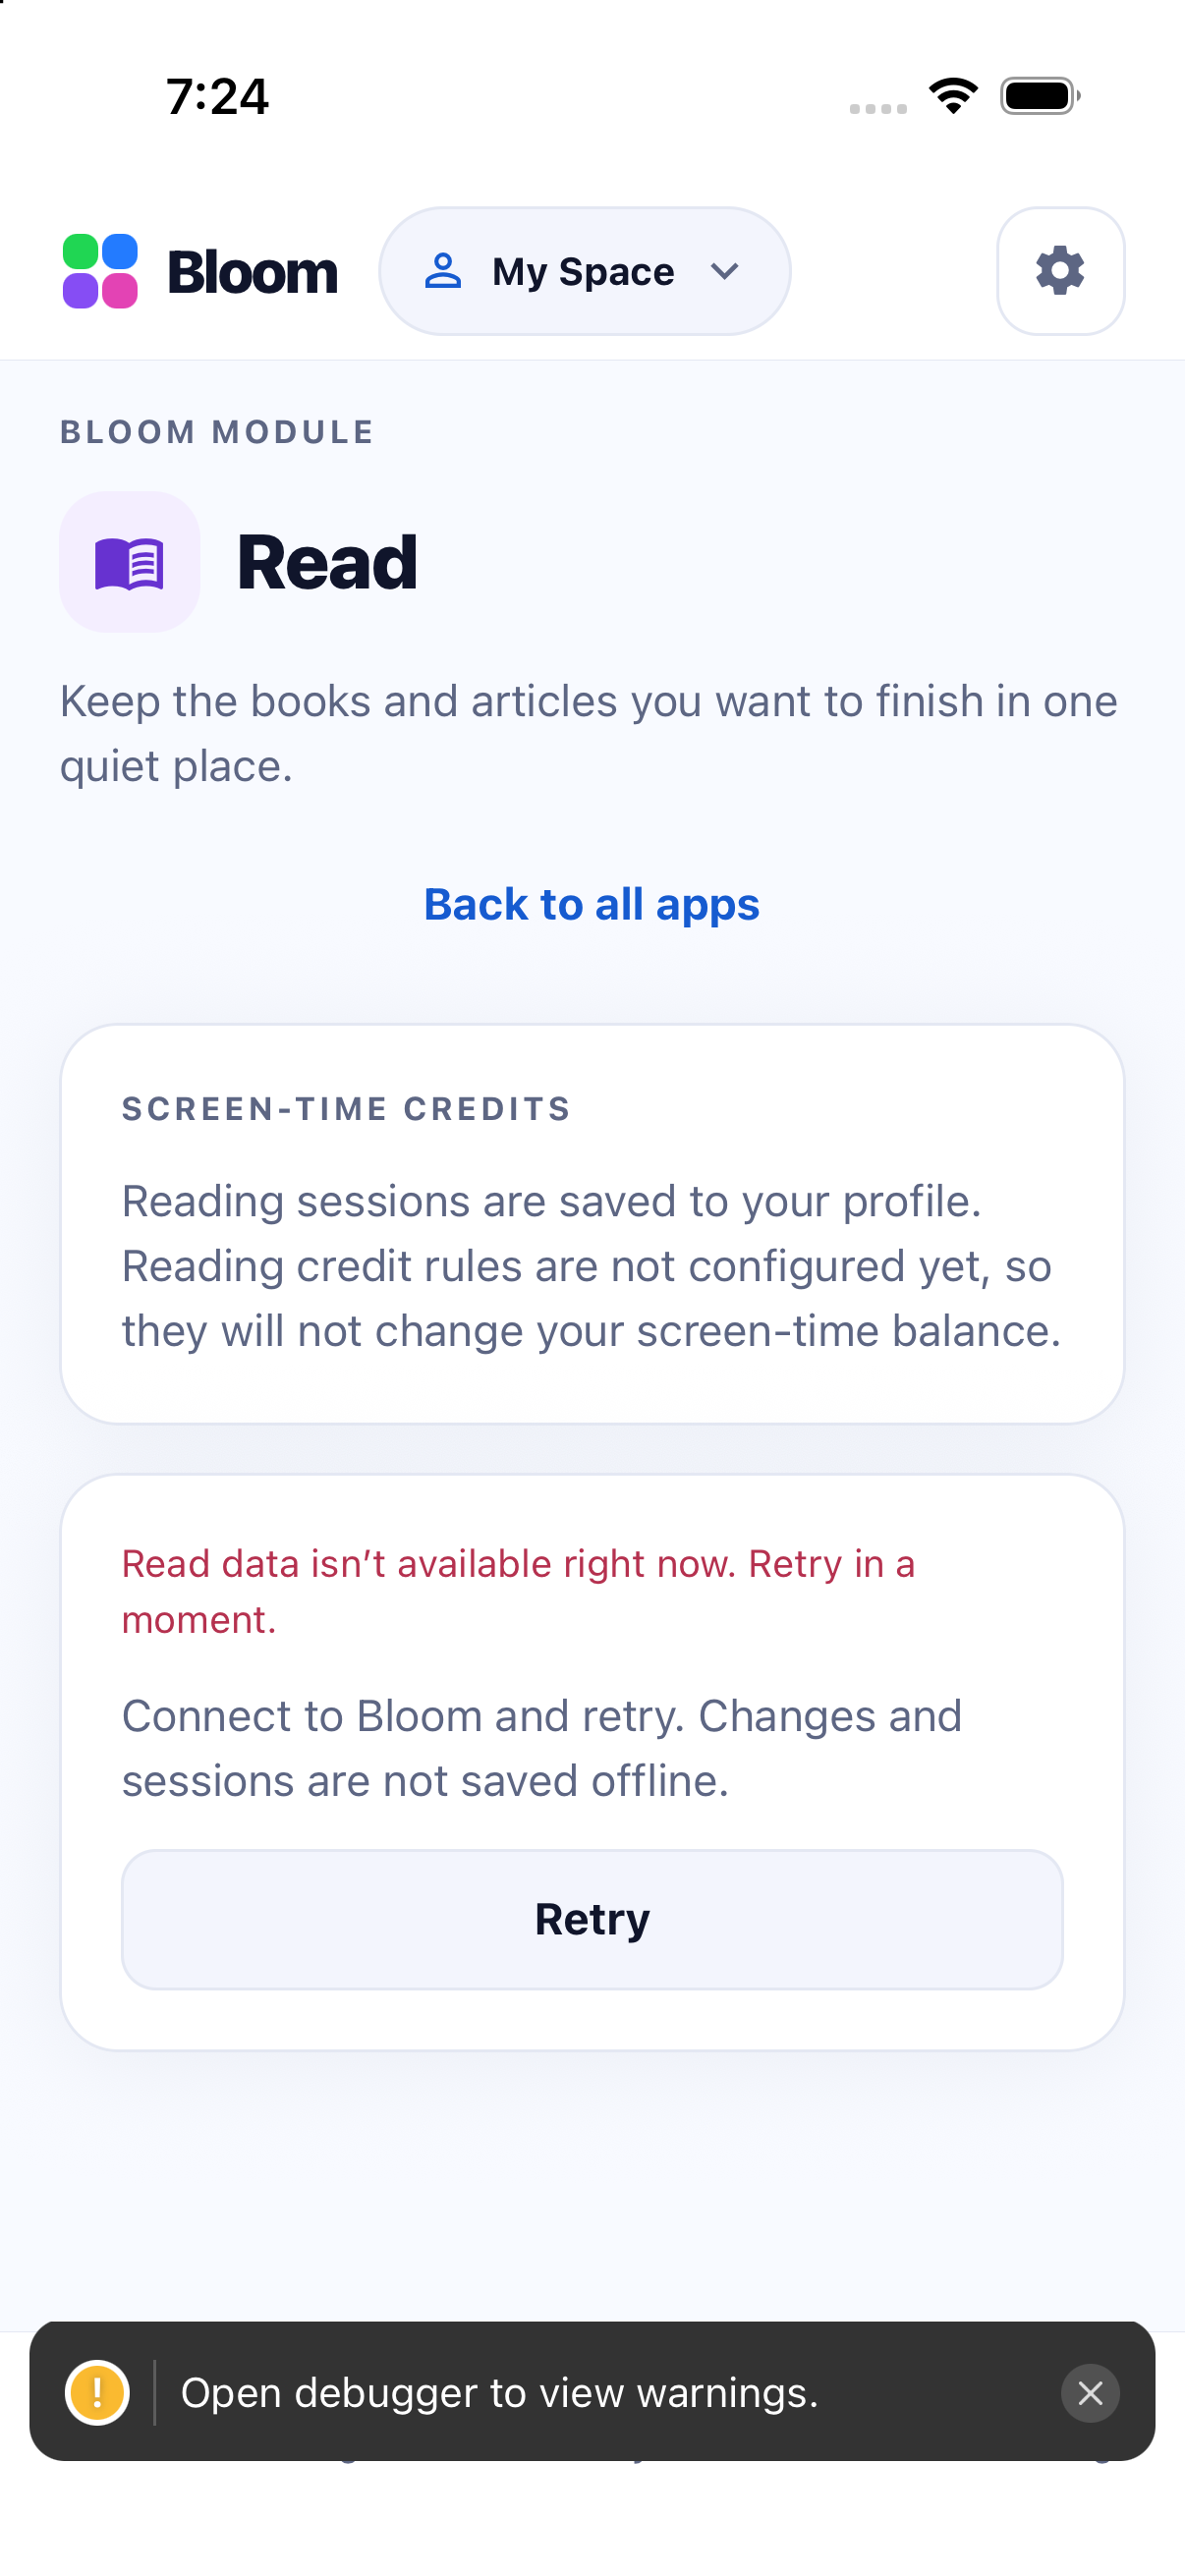 7:24
Bloom
My Space
BLOOM MODULE
Read
Keep the books and articles you want to finish in one
quiet place.
Back to all apps
SCREEN-TIME CREDITS
Reading sessions are saved to your profile.
Reading credit rules are not configured yet, so
they will not change your screen-time balance.
Read data isn’t available right now. Retry in a
moment.
Connect to Bloom and retry. Changes and
sessions are not saved offline.
Retry
Open debugger to view warnings.